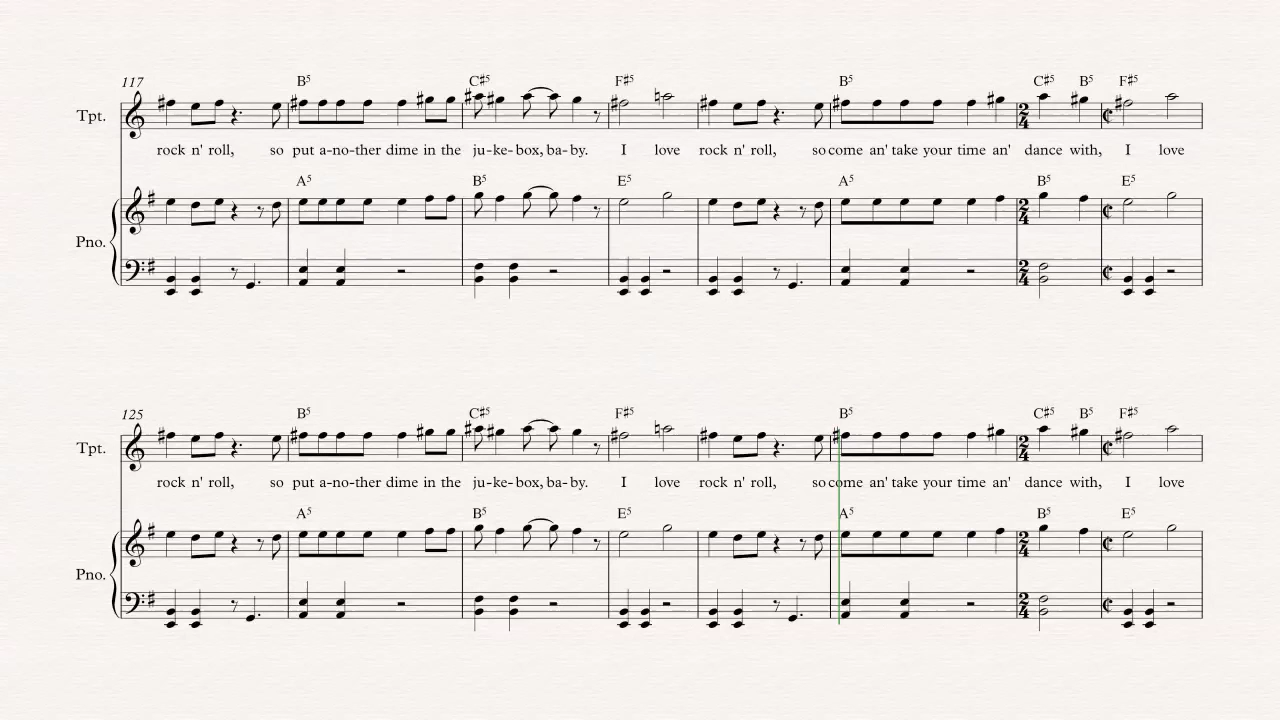 117 B5 C#5 F#5 B5 C#5 B5 F#5
Tpt.
rock n' roll, so put a-no-ther dime in the ju-ke-box, ba-by. I love rock n' roll, so come an' take your time an' dance with, I love
A5 B5 E5 A5 B5 E5
2 4
Pno.
125 B5 C#5 F#5 B5 C#5 B5 F#5
Tpt.
rock n' roll, so put a-no-ther dime in the ju-ke-box, ba-by. I love rock n' roll, so come an' take your time an' dance with, I love
A5 B5 E5 A5 B5 E5
2 4
Pno.